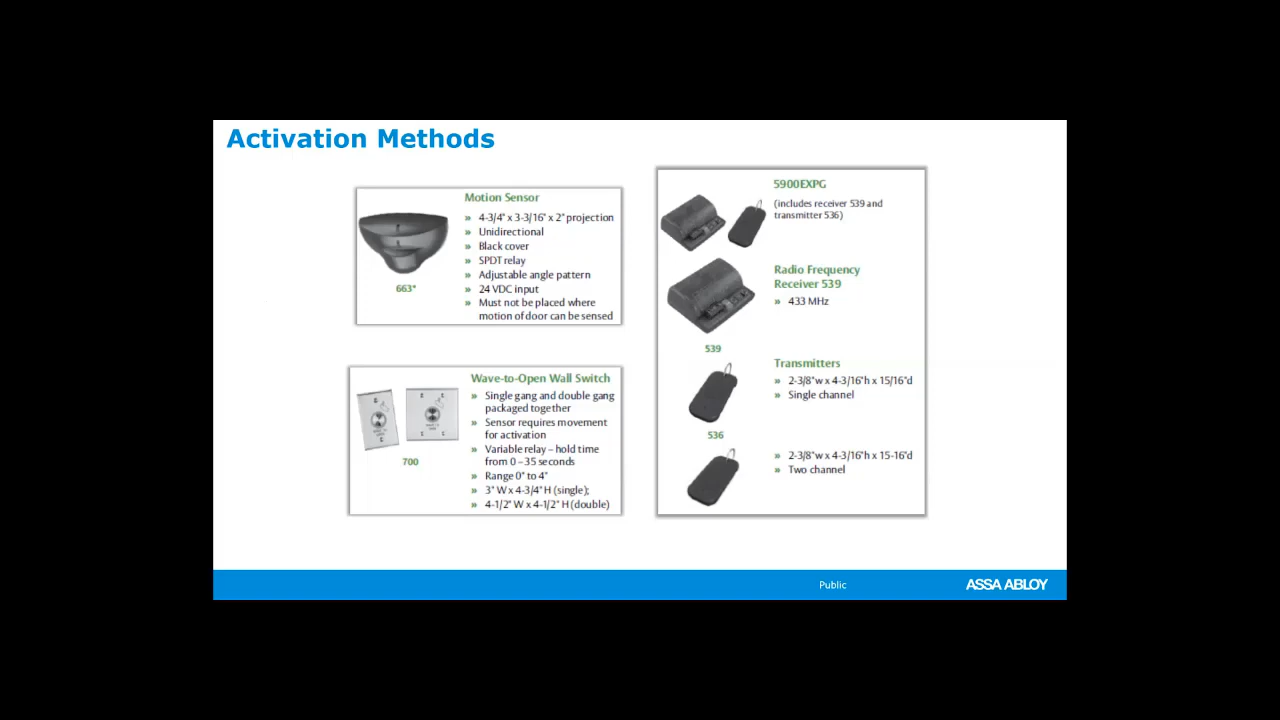 Activation Methods
Motion Sensor
» 4-3/4" x 3-3/16" x 2" projection
» Unidirectional
» Black cover
» SPDT relay
» Adjustable angle pattern
» 24 VDC input
» Must not be placed where
motion of door can be sensed
663*
Wave-to-Open Wall Switch
» Single gang and double gang
packaged together
» Sensor requires movement
for activation
» Variable relay – hold time
from 0 – 35 seconds
» Range 0" to 4"
» 3" W x 4-3/4" H (single);
» 4-1/2" W x 4-1/2" H (double)
700
5900EXPG
(includes receiver 539 and
transmitter 536)
Radio Frequency
Receiver 539
» 433 MHz
539
Transmitters
» 2-3/8"w x 4-3/16"h x 15/16"d
» Single channel
536
» 2-3/8"w x 4-3/16"h x 15-16"d
» Two channel
Public
ASSA ABLOY